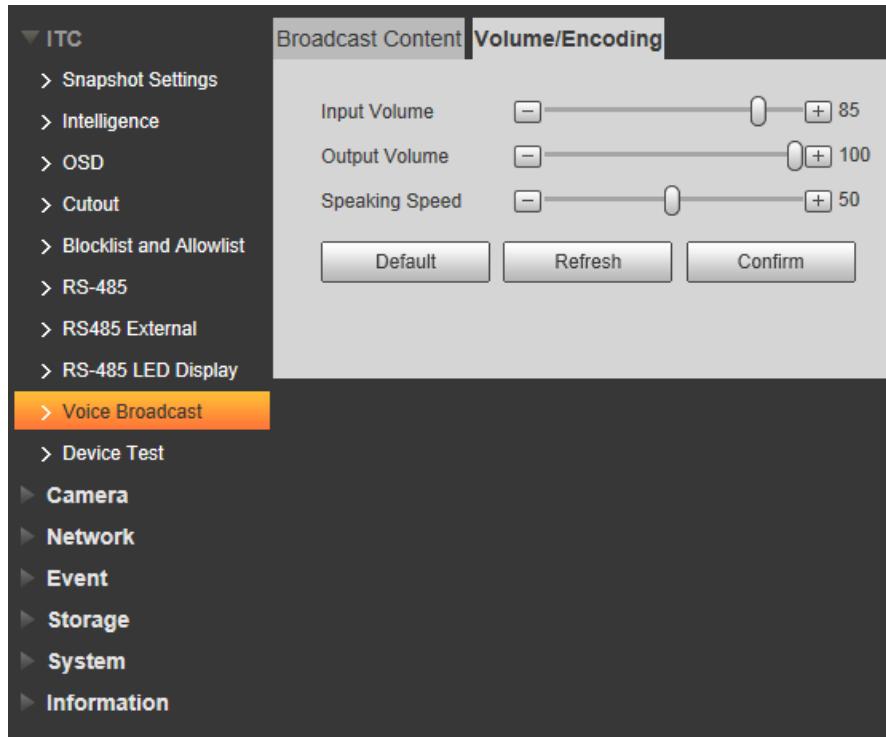 ITC
Snapshot Settings
Intelligence
OSD
Cutout
Blocklist and Allowlist
RS-485
RS485 External
RS-485 LED Display
Voice Broadcast
Device Test
Camera
Network
Event
Storage
System
Information
Broadcast Content Volume/Encoding
Input Volume 85
Output Volume 100
Speaking Speed 50
Default Refresh Confirm